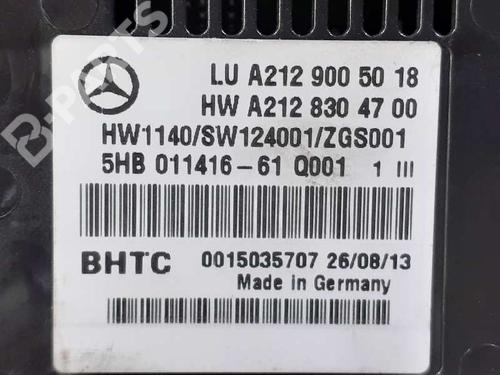 LU A212 900 50 18
HW A212 830 47 00
HW1140/SW124001/ZGS001
5HB 011416-61 Q001 1 III
BHTC 0015035707 26/08/13
Made in Germany
B-PARTS